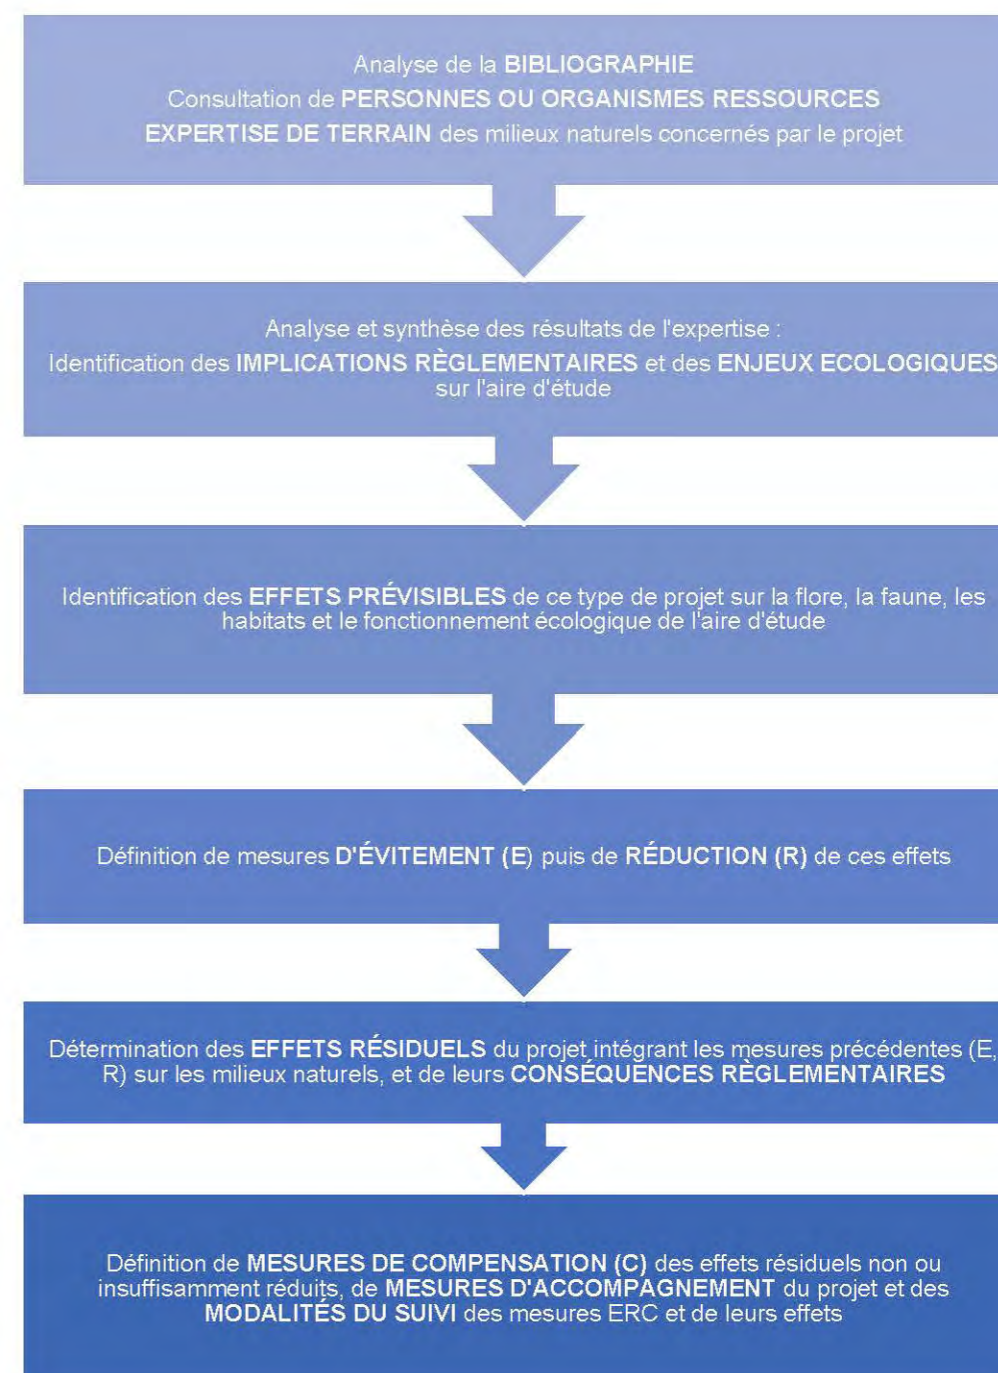 Analyse de la BIBLIOGRAPHIE
Consultation de PERSONNES OU ORGANISMES RESSOURCES
EXPERTISE DE TERRAIN des milieux naturels concernés par le projet
Analyse et synthèse des résultats de l'expertise :
Identification des IMPLICATIONS RÈGLEMENTAIRES et des ENJEUX ECOLOGIQUES
sur l'aire d'étude
Identification des EFFETS PRÉVISIBLES de ce type de projet sur la flore, la faune, les
habitats et le fonctionnement écologique de l'aire d'étude
Définition de mesures D'ÉVITEMENT (E) puis de RÉDUCTION (R) de ces effets
Détermination des EFFETS RÉSIDUELS du projet intégrant les mesures précédentes (E,
R) sur les milieux naturels, et de leurs CONSÉQUENCES RÈGLEMENTAIRES
Définition de MESURES DE COMPENSATION (C) des effets résiduels non ou
insuffisamment réduits, de MESURES D'ACCOMPAGNEMENT du projet et des
MODALITÉS DU SUIVI des mesures ERC et de leurs effets